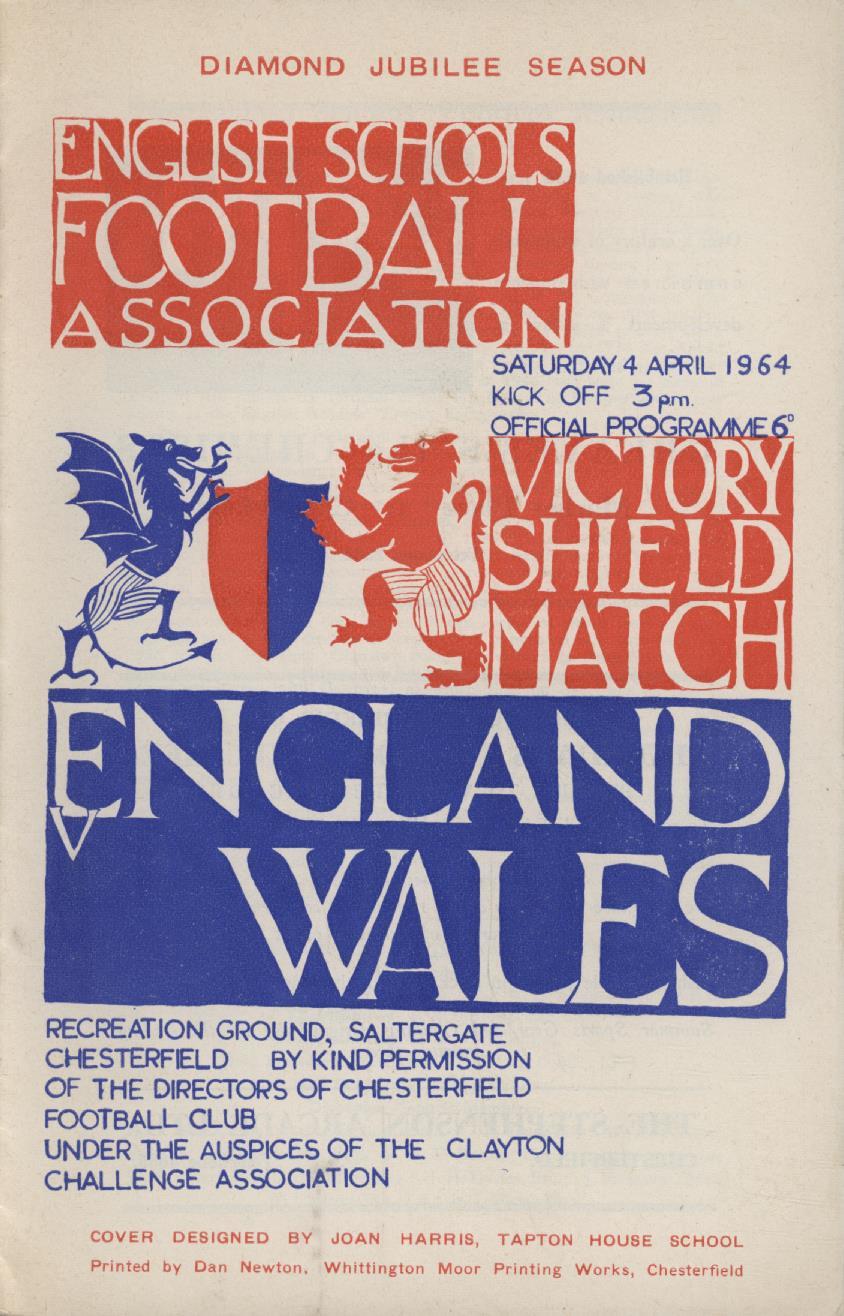 DIAMOND JUBILEE SEASON
ENGLISH SCHOOLS
FOOTBALL
ASSOCIATION
SATURDAY 4 APRIL 1964
KICK OFF 3 p.m.
OFFICIAL PROGRAMME 6D
VICTORY
SHIELD
MATCH
ENGLAND
V
WALES
RECREATION GROUND, SALTERGATE
CHESTERFIELD BY KIND PERMISSION
OF THE DIRECTORS OF CHESTERFIELD
FOOTBALL CLUB
UNDER THE AUSPICES OF THE CLAYTON
CHALLENGE ASSOCIATION
COVER DESIGNED BY JOAN HARRIS, TAPTON HOUSE SCHOOL
Printed by Dan Newton, Whittington Moor Printing Works, Chesterfield